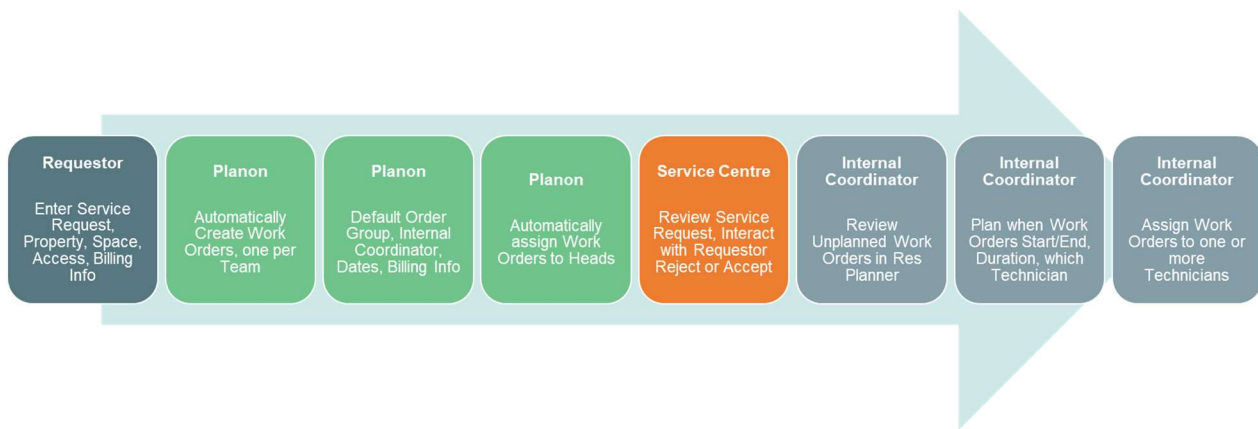 Requestor
Enter Service
Request,
Property, Space,
Access, Billing
Info
Planon
Automatically
Create Work
Orders, one per
Team
Planon
Default Order
Group, Internal
Coordinator,
Dates, Billing Info
Planon
Automatically
assign Work
Orders to Heads
Service Centre
Review Service
Request, Interact
with Requestor
Reject or Accept
Internal
Coordinator
Review
Unplanned Work
Orders in Res
Planner
Internal
Coordinator
Plan when Work
Orders Start/End,
Duration, which
Technician
Internal
Coordinator
Assign Work
Orders to one or
more
Technicians